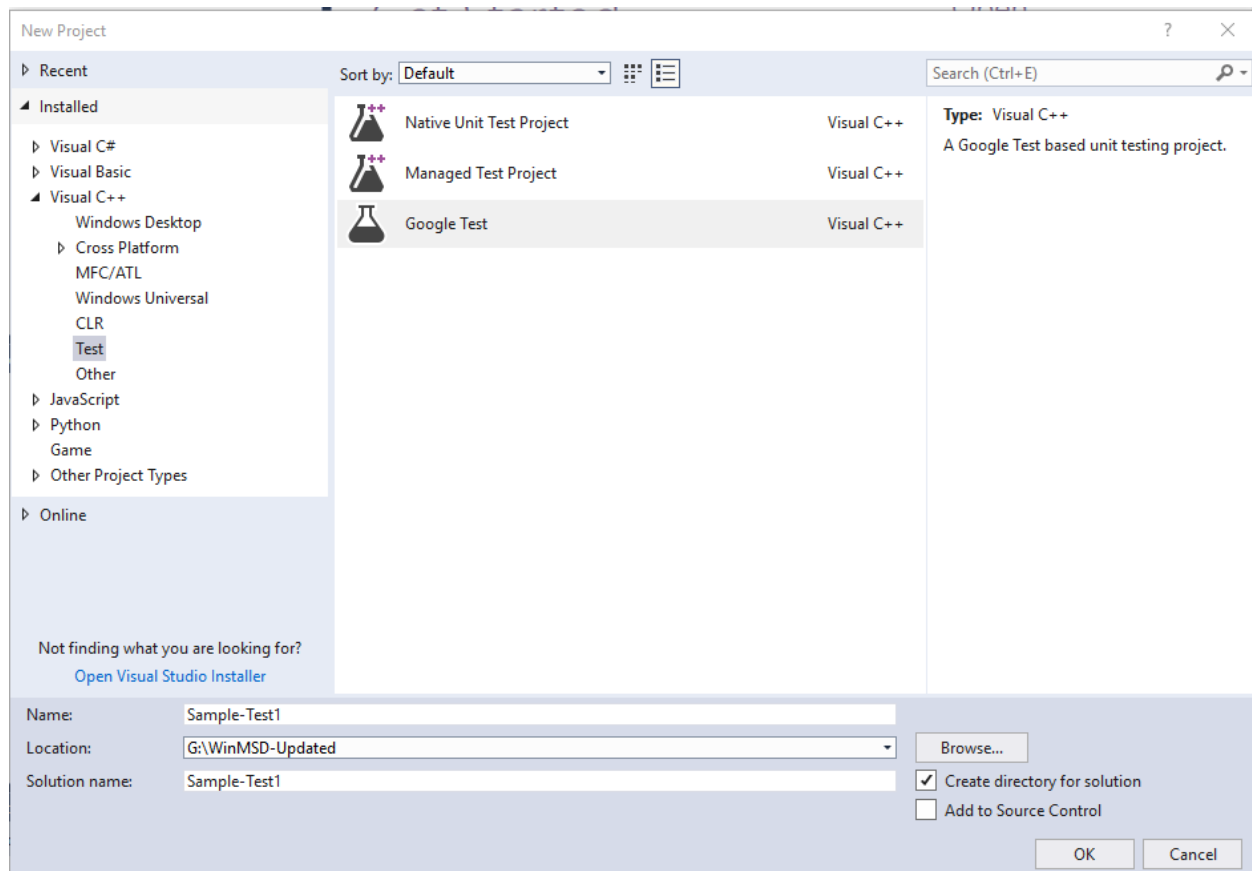 New Project
?
Recent
Installed
Visual C#
Visual Basic
Visual C++
Windows Desktop
Cross Platform
MFC/ATL
Windows Universal
CLR
Test
Other
JavaScript
Python
Game
Other Project Types
Online
Not finding what you are looking for?
Open Visual Studio Installer
Sort by: Default
Native Unit Test Project Visual C++
Managed Test Project Visual C++
Google Test Visual C++
Search (Ctrl+E)
Type: Visual C++
A Google Test based unit testing project.
Name: Sample-Test1
Location: G:\WinMSD-Updated
Browse...
Solution name: Sample-Test1
Create directory for solution
Add to Source Control
OK Cancel